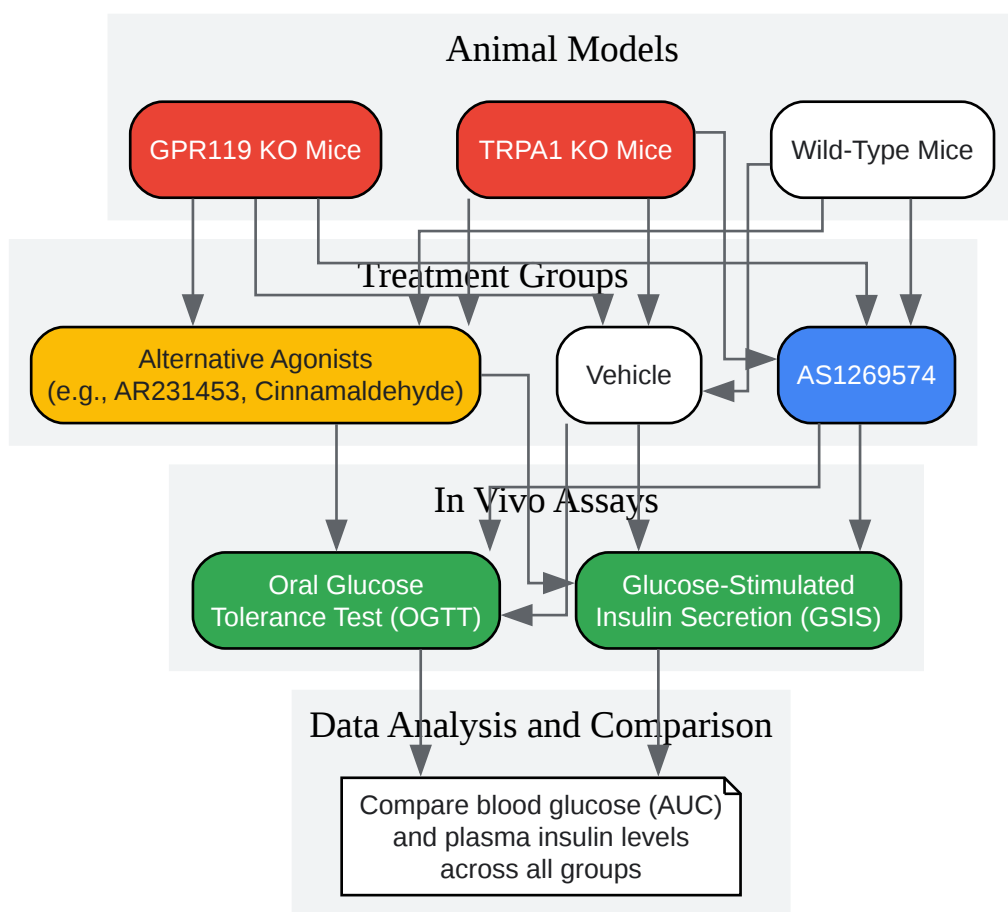 Animal Models
GPR119 KO Mice
TRPA1 KO Mice
Wild-Type Mice
Treatment Groups
Alternative Agonists
(e.g., AR231453, Cinnamaldehyde)
Vehicle
AS1269574
In Vivo Assays
Oral Glucose
Tolerance Test (OGTT)
Glucose-Stimulated
Insulin Secretion (GSIS)
Data Analysis and Comparison
Compare blood glucose (AUC)
and plasma insulin levels
across all groups